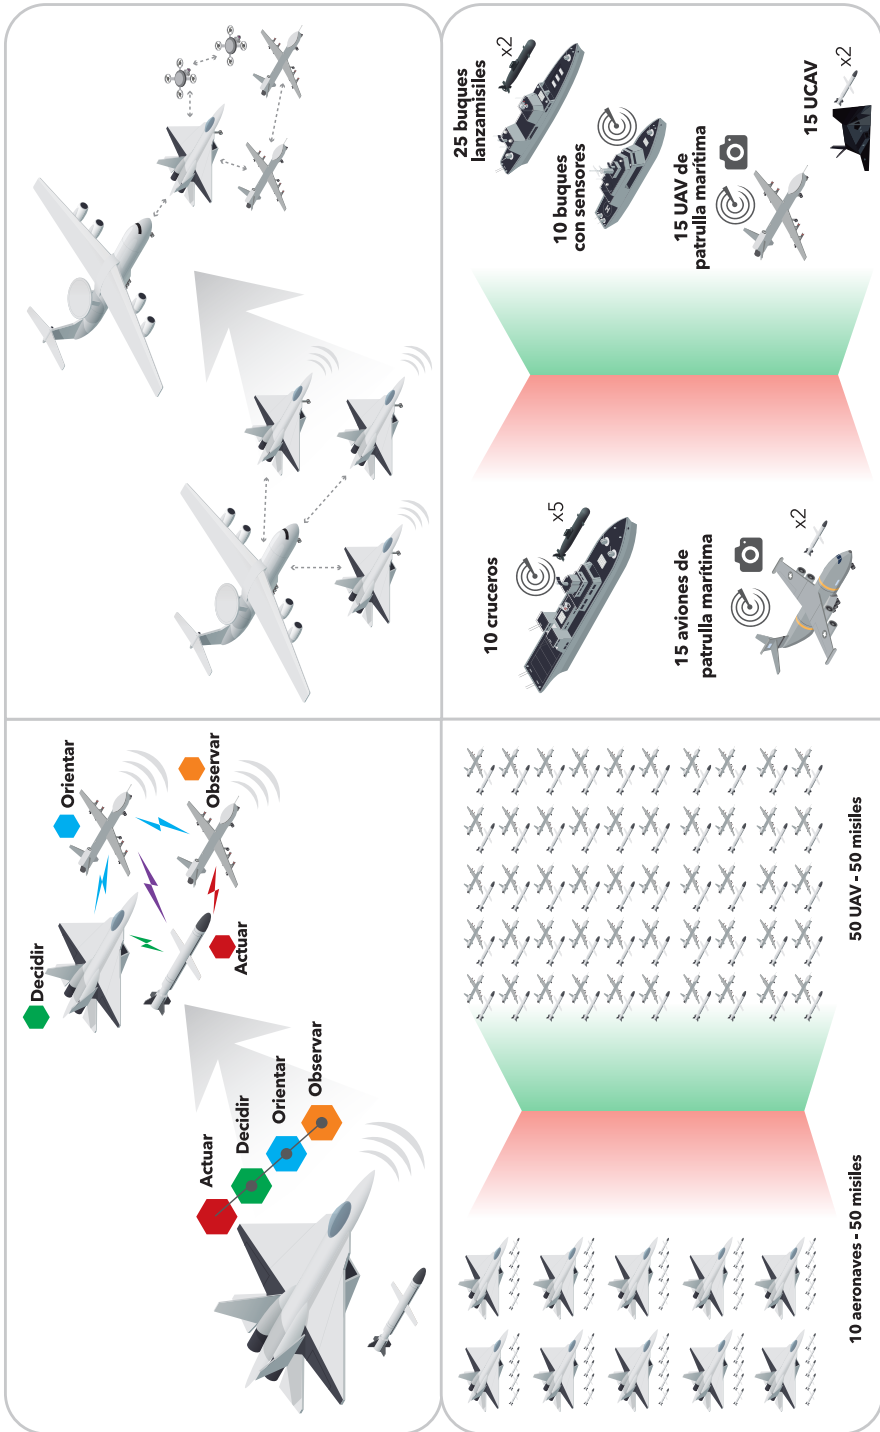 Actuar
Decidir
Orientar
Observar
Decidir
Orientar
Observar
Actuar
10 aeronaves - 50 misiles
50 UAV - 50 misiles
10 cruceros
x5
15 aviones de
patrulla marítima
x2
25 buques
lanzamisiles
x2
10 buques
con sensores
15 UAV de
patrulla marítima
15 UCAV
x2